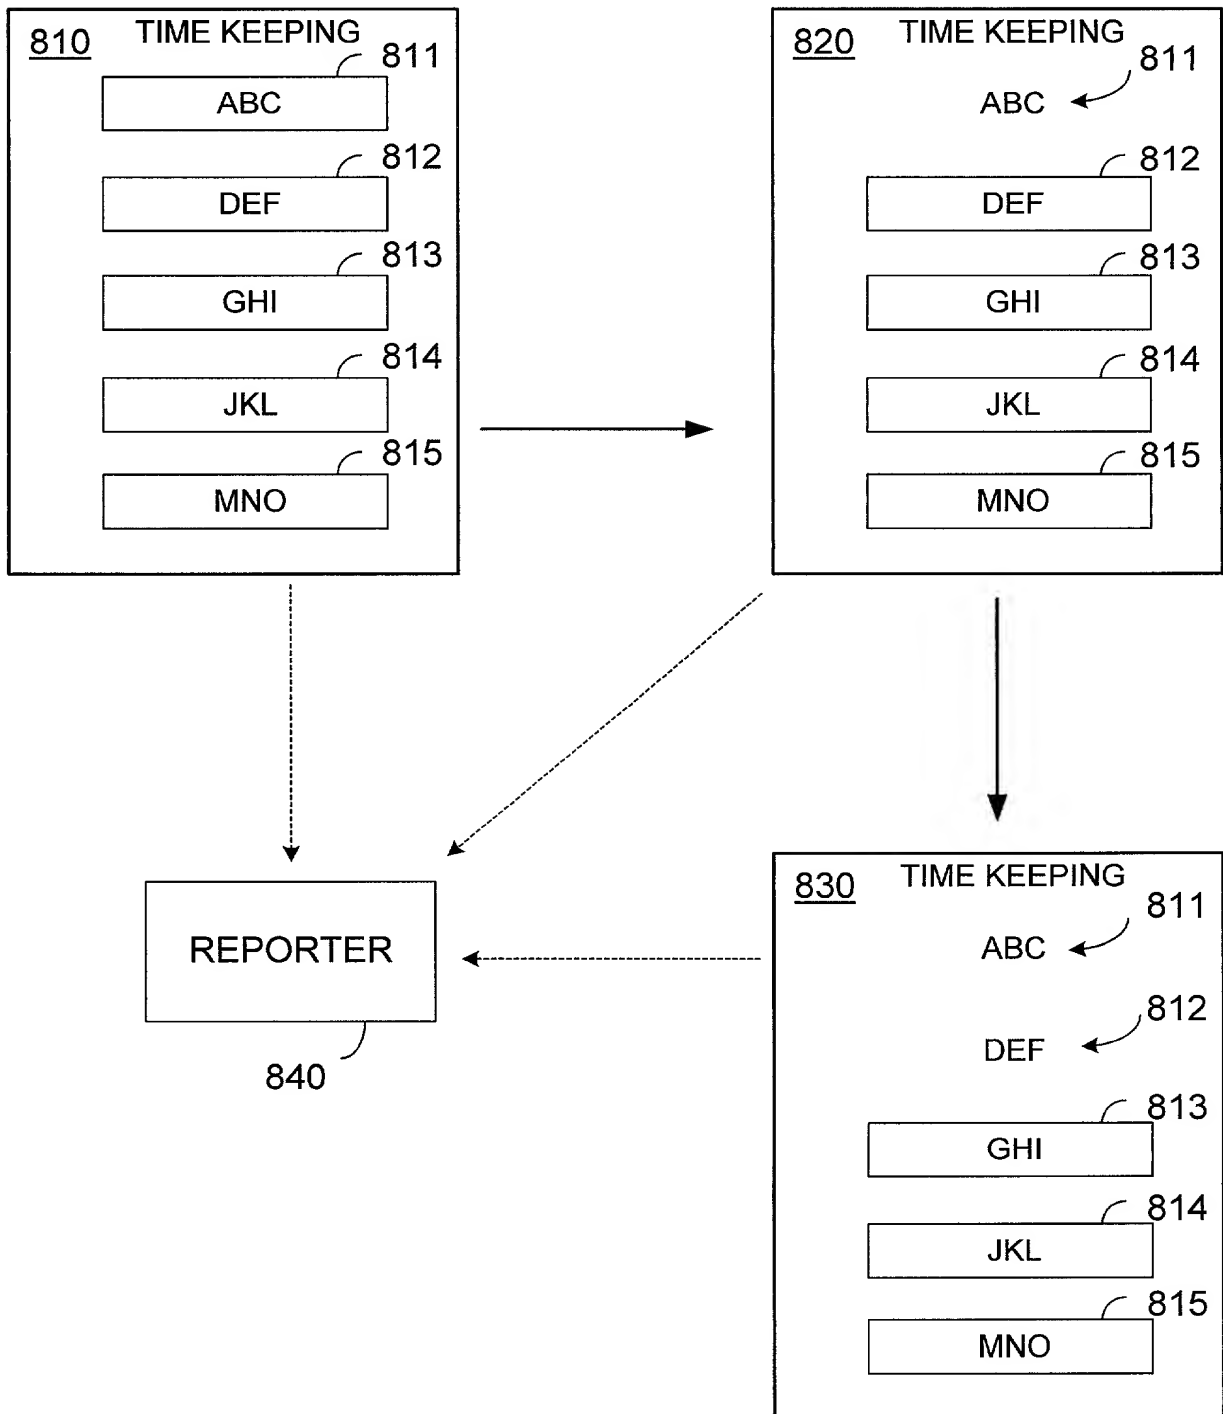 810 TIME KEEPING
811
ABC
812
DEF
813
GHI
814
JKL
815
MNO
820 TIME KEEPING
811
ABC
812
DEF
813
GHI
814
JKL
815
MNO
REPORTER
840
830 TIME KEEPING
811
ABC
812
DEF
813
GHI
814
JKL
815
MNO